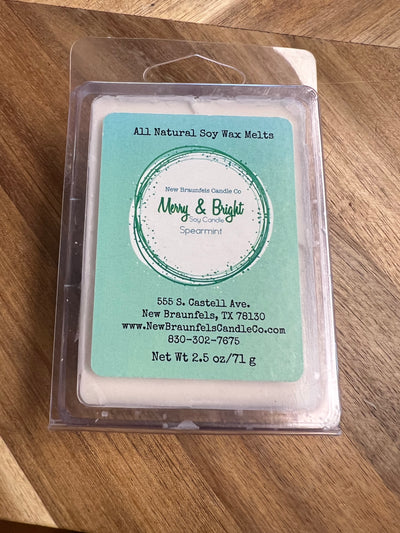 All Natural Soy Wax Melts
New Braunfels Candle Co
Merry & Bright
Soy Candle
Spearmint
555 S. Castell Ave.
New Braunfels, TX 78130
www.NewBraunfelsCandleCo.com
830-302-7675
Net Wt 2.5 oz/71 g